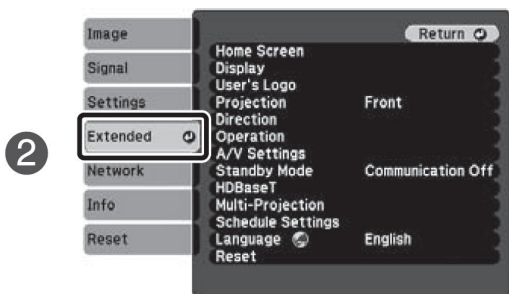 Image
Signal
Settings
2
Extended
Network
Info
Reset
Return
Home Screen
Display
User's Logo
Projection Front
Direction
Operation
A/V Settings
Standby Mode Communication Off
HDBaseT
Multi-Projection
Schedule Settings
Language English
Reset